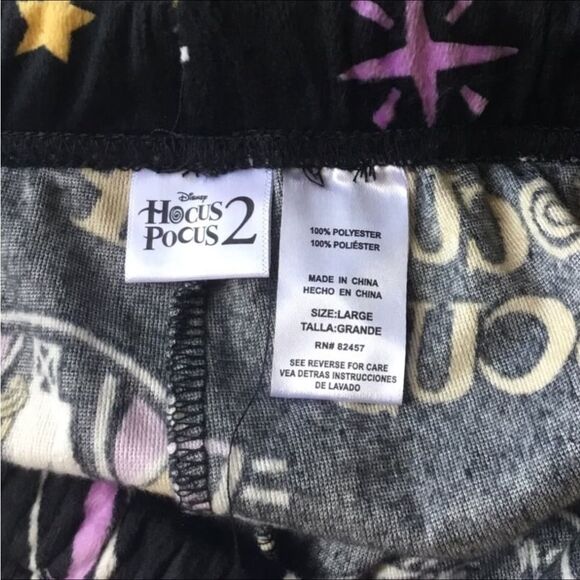 Disney
HOCUS
POCUS 2
100% POLYESTER
100% POLIÉSTER
MADE IN CHINA
HECHO EN CHINA
SIZE:LARGE
TALLA:GRANDE
RN# 82457
SEE REVERSE FOR CARE
VEA DETRAS INSTRUCCIONES
DE LAVADO